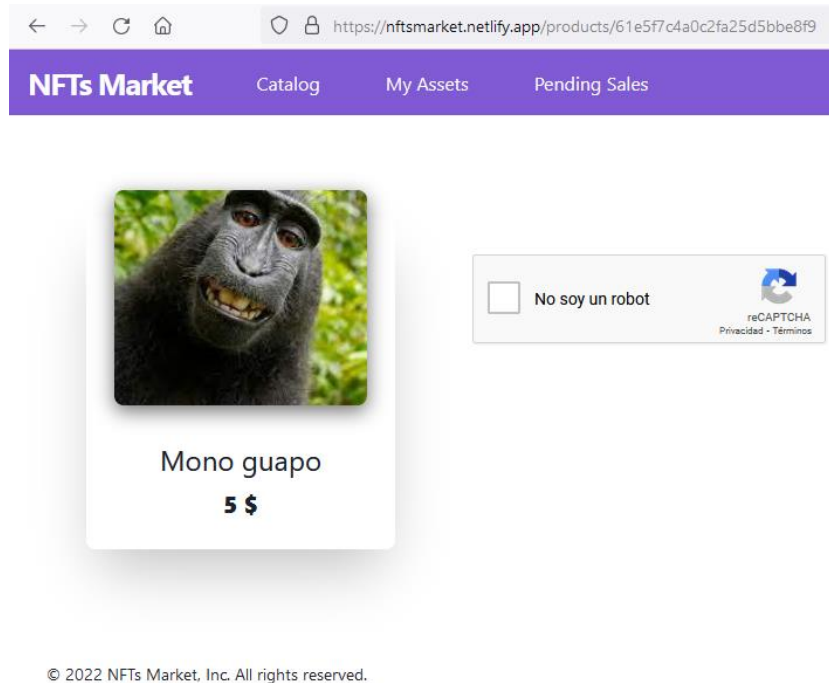 https://nftsmarket.netlify.app/products/61e5f7c4a0c2fa25d5bbe8f9
NFTs Market Catalog My Assets Pending Sales
No soy un robot
reCAPTCHA
Privacidad - Términos
Mono guapo
5 $
© 2022 NFTs Market, Inc. All rights reserved.